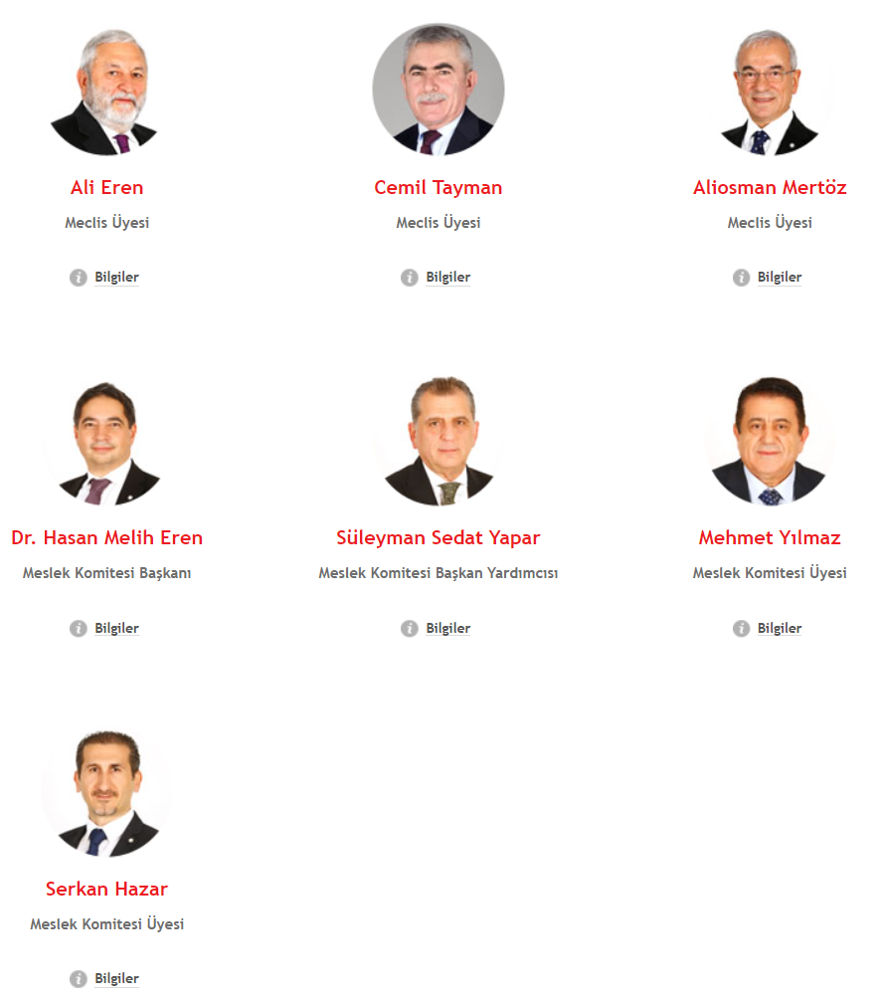 Ali Eren
Meclis Üyesi
Bilgiler
Cemil Tayman
Meclis Üyesi
Bilgiler
Aliosman Mertöz
Meclis Üyesi
Bilgiler
Dr. Hasan Melih Eren
Meslek Komitesi Başkanı
Bilgiler
Süleyman Sedat Yapar
Meslek Komitesi Başkan Yardımcısı
Bilgiler
Mehmet Yılmaz
Meslek Komitesi Üyesi
Bilgiler
Serkan Hazar
Meslek Komitesi Üyesi
Bilgiler